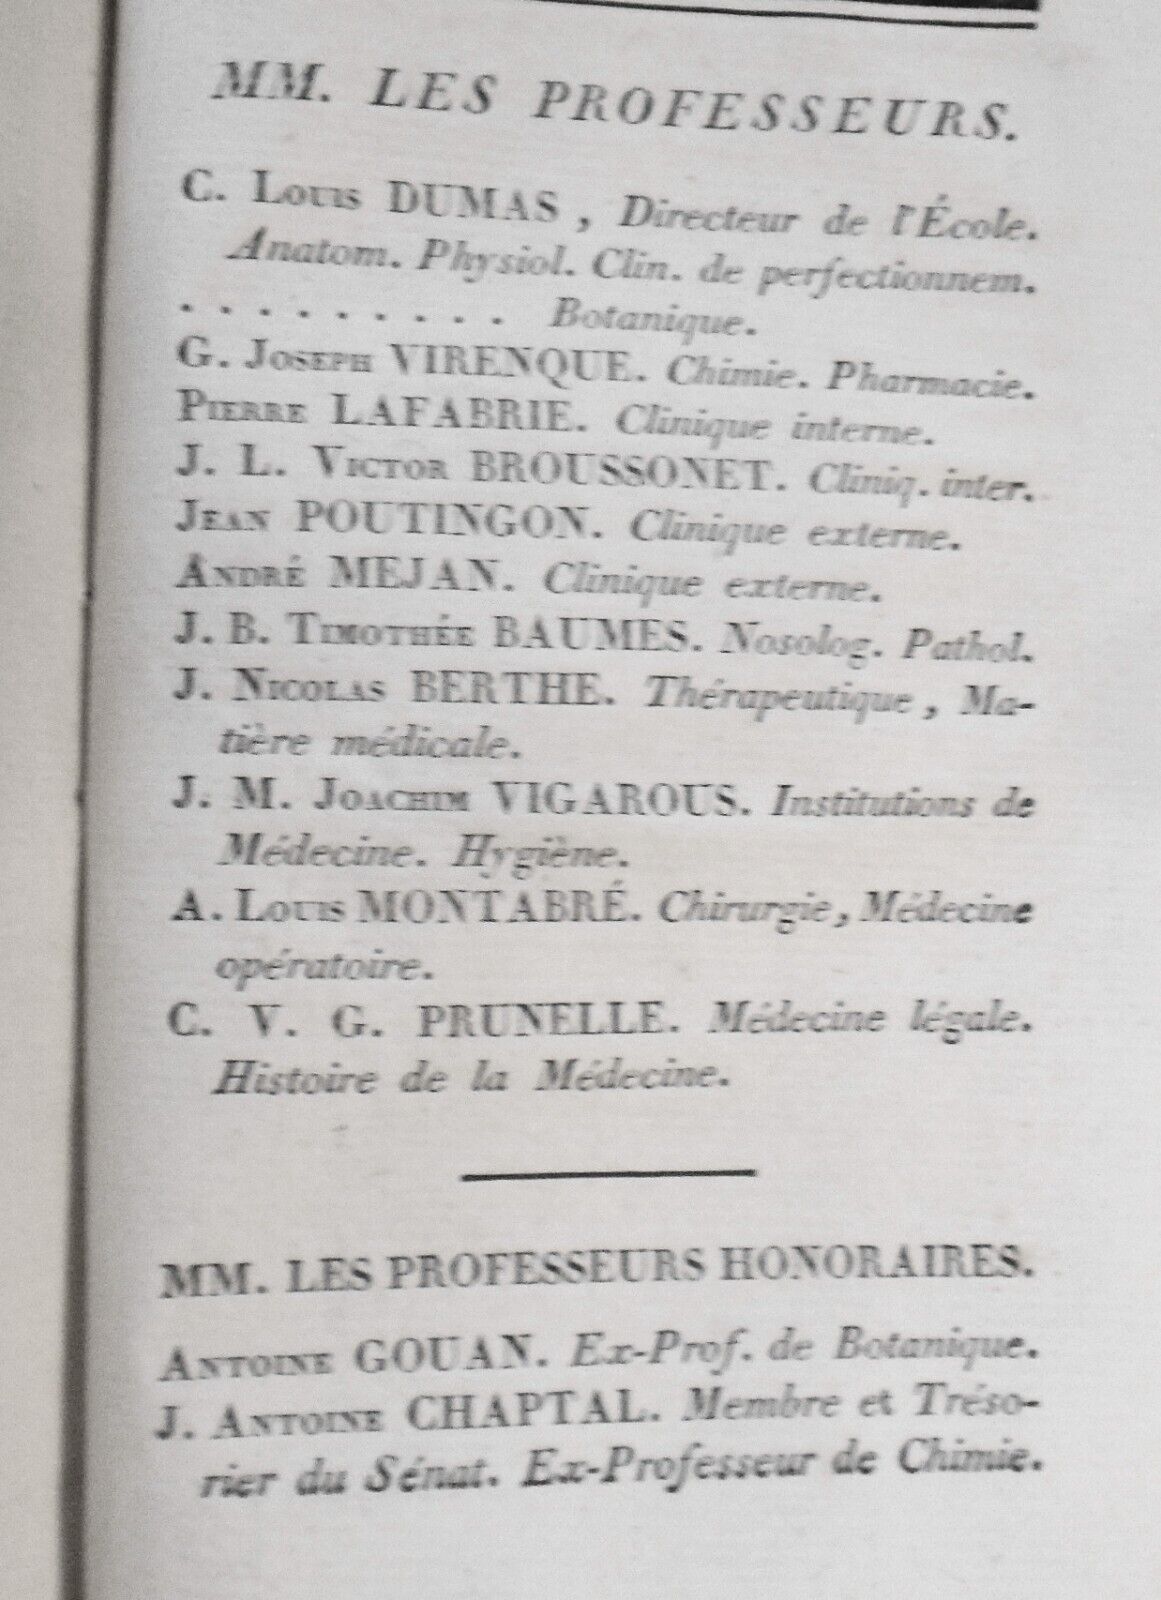 MM. LES PROFESSEURS.
C. Louis DUMAS, Directeur de l'École.
Anatom. Physiol. Clin. de perfectionnem.
. . . . . . . . . . Botanique.
G. Joseph VIRENQUE. Chimie. Pharmacie.
Pierre LAFABRIE. Clinique interne.
J. L. Victor BROUSSONET. Cliniq. inter.
Jean POUTINGON. Clinique externe.
André MEJAN. Clinique externe.
J. B. Timothée BAUMES. Nosolog. Pathol.
J. Nicolas BERTHE. Thérapeutique, Ma-
tière médicale.
J. M. Joachim VIGAROUS. Institutions de
Médecine. Hygiène.
A. Louis MONTABRÉ. Chirurgie, Médecine
opératoire.
C. V. G. PRUNELLE. Médecine légale.
Histoire de la Médecine.
MM. LES PROFESSEURS HONORAIRES.
Antoine GOUAN. Ex-Prof. de Botanique.
J. Antoine CHAPTAL. Membre et Tréso-
rier du Sénat. Ex-Professeur de Chimie.